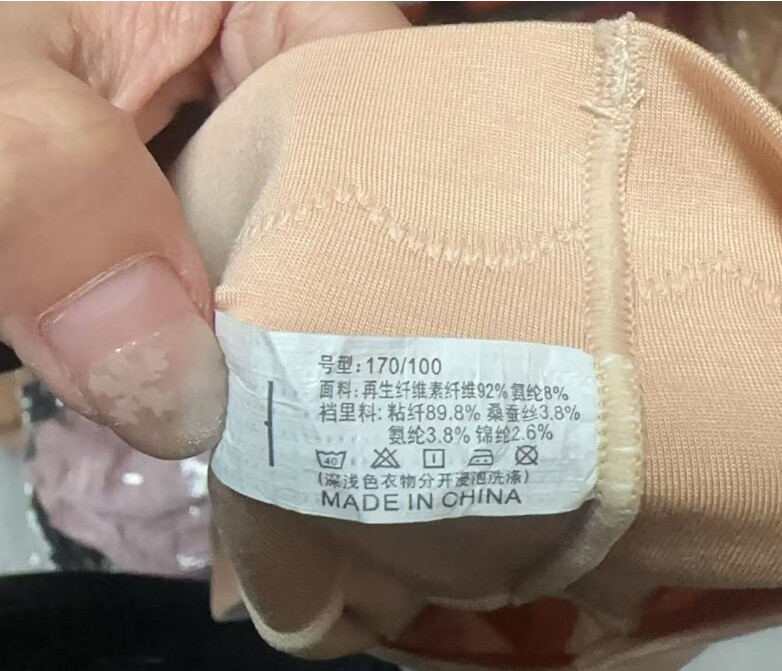 号型:170/100
面料:再生纤维素纤维92% 氨纶8%
裆里料: 粘纤89.8% 桑蚕丝3.8%
氨纶3.8% 锦纶2.6%
40
(深浅色衣物分开浸泡洗涤)
MADE IN CHINA